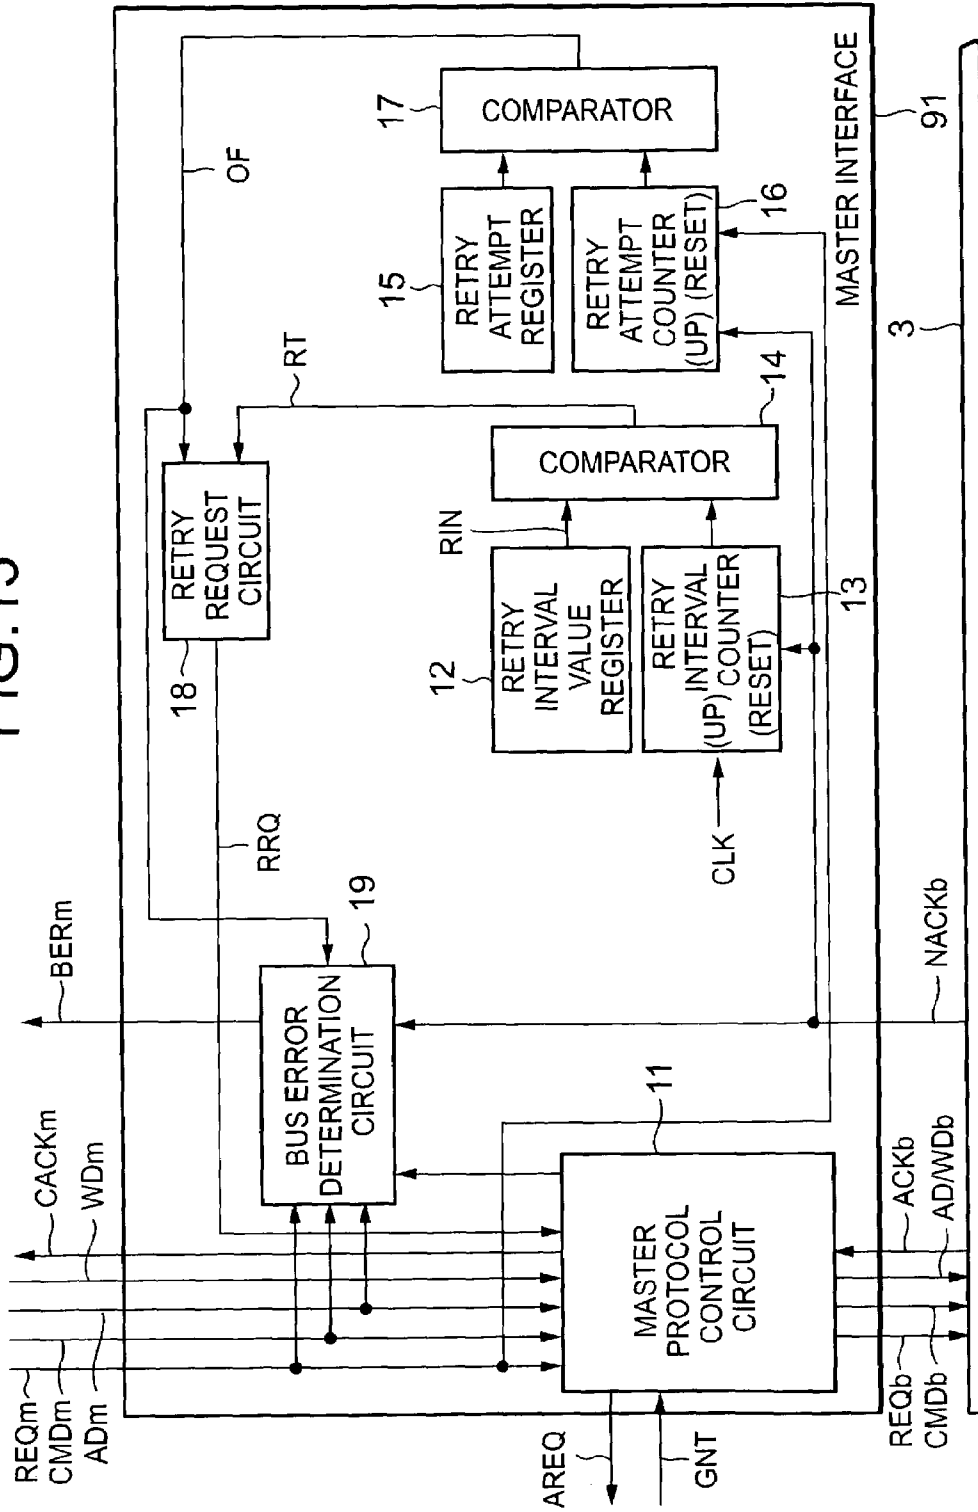 FIG.13
REQm
CMDm
ADm
WDm
CACKm
BERm
AREQ
GNT
MASTER
PROTOCOL
CONTROL
CIRCUIT
11
BUS ERROR
DETERMINATION
CIRCUIT
19
RRQ
RETRY
REQUEST
CIRCUIT
18
OF
RT
CLK
RETRY
INTERVAL
VALUE
REGISTER
12
RETRY
INTERVAL
(UP) COUNTER
(RESET)
13
RIN
COMPARATOR
14
RETRY
ATTEMPT
REGISTER
15
RETRY
ATTEMPT
COUNTER
(UP) (RESET)
16
COMPARATOR
17
MASTER INTERFACE
91
REQb
CMDb
AD/WDb
ACKb
NACKb
3